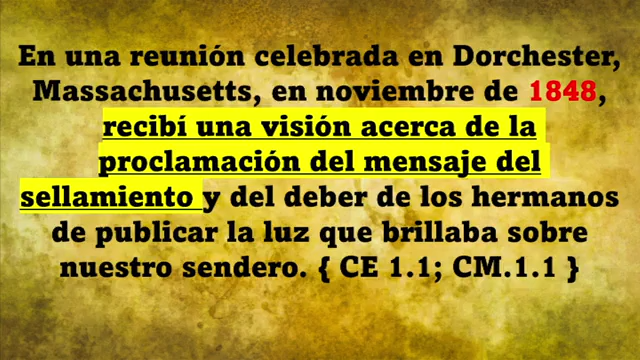 En una reunión celebrada en Dorchester,
Massachusetts, en noviembre de 1848,
recibí una visión acerca de la
proclamación del mensaje del
sellamiento y del deber de los hermanos
de publicar la luz que brillaba sobre
nuestro sendero. { CE 1.1; CM.1.1 }